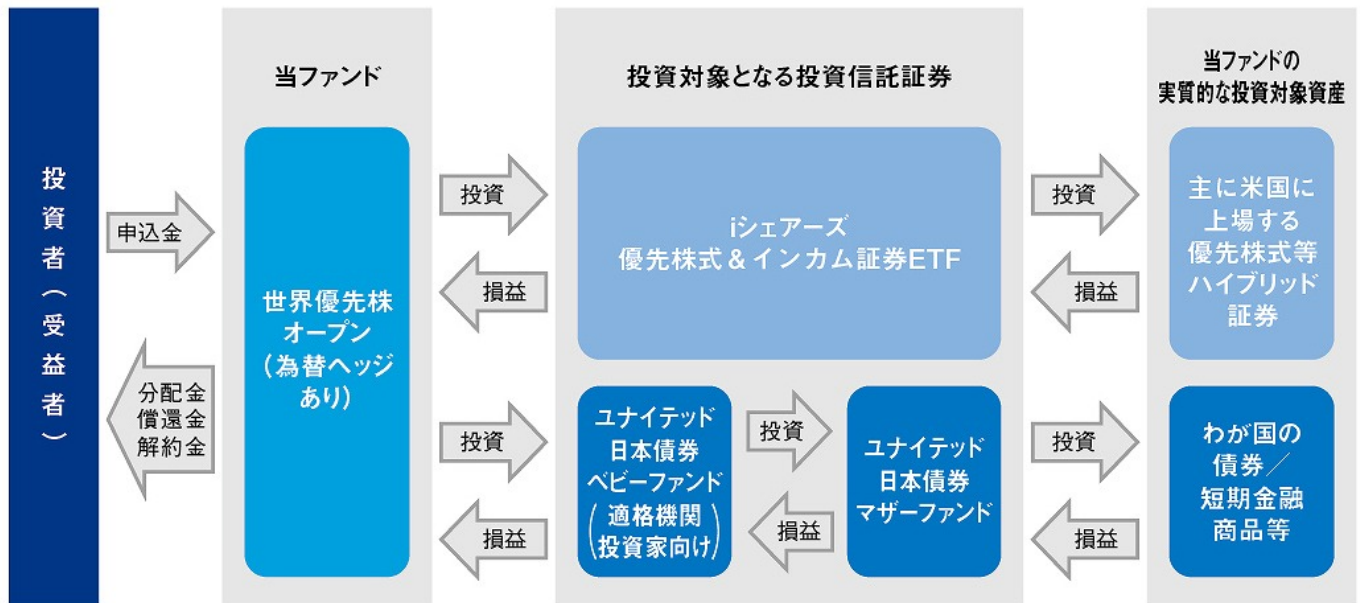 投資者(受益者)
申込金
分配金
償還金
解約金
当ファンド
世界優先株
オープン
(為替ヘッジ
あり)
投資
損益
投資
損益
投資対象となる投資信託証券
iシェアーズ
優先株式&インカム証券ETF
ユナイテッド
日本債券
ベビーファンド
(適格機関
投資家向け)
投資
損益
ユナイテッド
日本債券
マザーファンド
投資
損益
投資
損益
当ファンドの
実質的な投資対象資産
主に米国に
上場する
優先株式等
ハイブリッド
証券
わが国の
債券/
短期金融
商品等